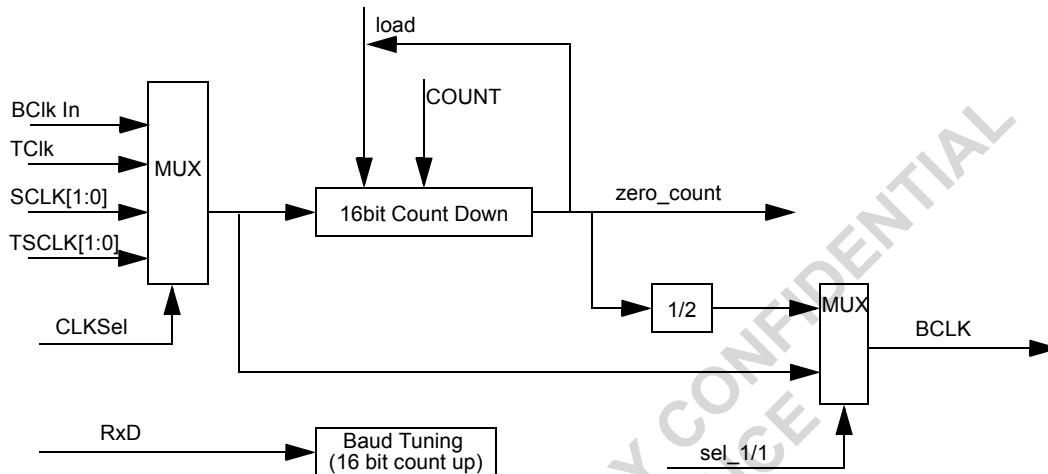 load
BClk In
COUNT
TClk
MUX
SCLK[1:0]
16bit Count Down
zero_count
TSCLK[1:0]
1/2
MUX
CLKSel
BCLK
RxD
Baud Tuning
(16 bit count up)
sel_1/1
CONFIDENTIAL